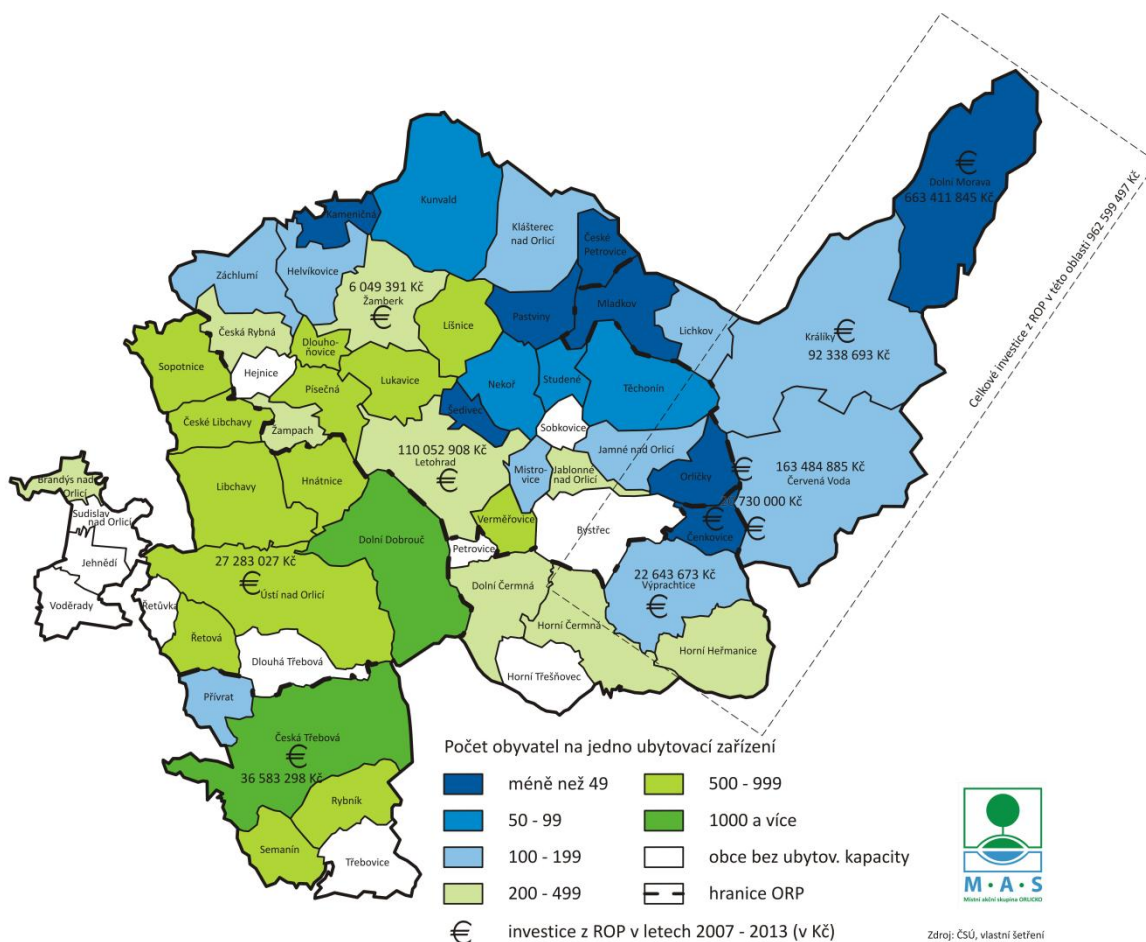 Dolní Morava
663 411 845 Kč
Celkové investice z ROP v této oblasti 962 599 497 Kč
Kunvald
Kameničná
Klášterec
nad Orlicí
České
Petrovice
Záchlumí
Helvíkovice
6 049 391 Kč
Žamberk
Pastviny
Mladkov
Lichkov
Králíky
92 338 693 Kč
Česká Rybná
Líšnice
Dlouho-
ňovice
Sopotnice
Hejnice
Písečná
Lukavice
Nekoř
Studené
Těchonín
Šedivec
České Libchavy
Žampach
Sobkovice
110 052 908 Kč
Letohrad
Mistro-
vice
Jablonné
nad Orlicí
Jamné nad Orlicí
Orličky
163 484 885 Kč
Červená Voda
Brandýs nad
Orlicí
Libchavy
Hnátnice
730 000 Kč
Sudislav
nad Orlicí
Dolní Dobrouč
Verměřovice
Bystřec
Čenkovice
Jehnědí
Petrovice
27 283 027 Kč
Ústí nad Orlicí
22 643 673 Kč
Výprachtice
Dolní Čermná
Voděrady
Řetůvka
Horní Čermná
Řetová
Horní Heřmanice
Dlouhá Třebová
Horní Třešňovec
Přívrat
Česká Třebová
36 583 298 Kč
Rybník
Semanín
Třebovice
Počet obyvatel na jedno ubytovací zařízení
méně než 49
50 - 99
100 - 199
200 - 499
500 - 999
1000 a více
obce bez ubytov. kapacity
hranice ORP
€ investice z ROP v letech 2007 - 2013 (v Kč)
M · A · S
Místní akční skupina ORLICKO
Zdroj: ČSÚ, vlastní šetření